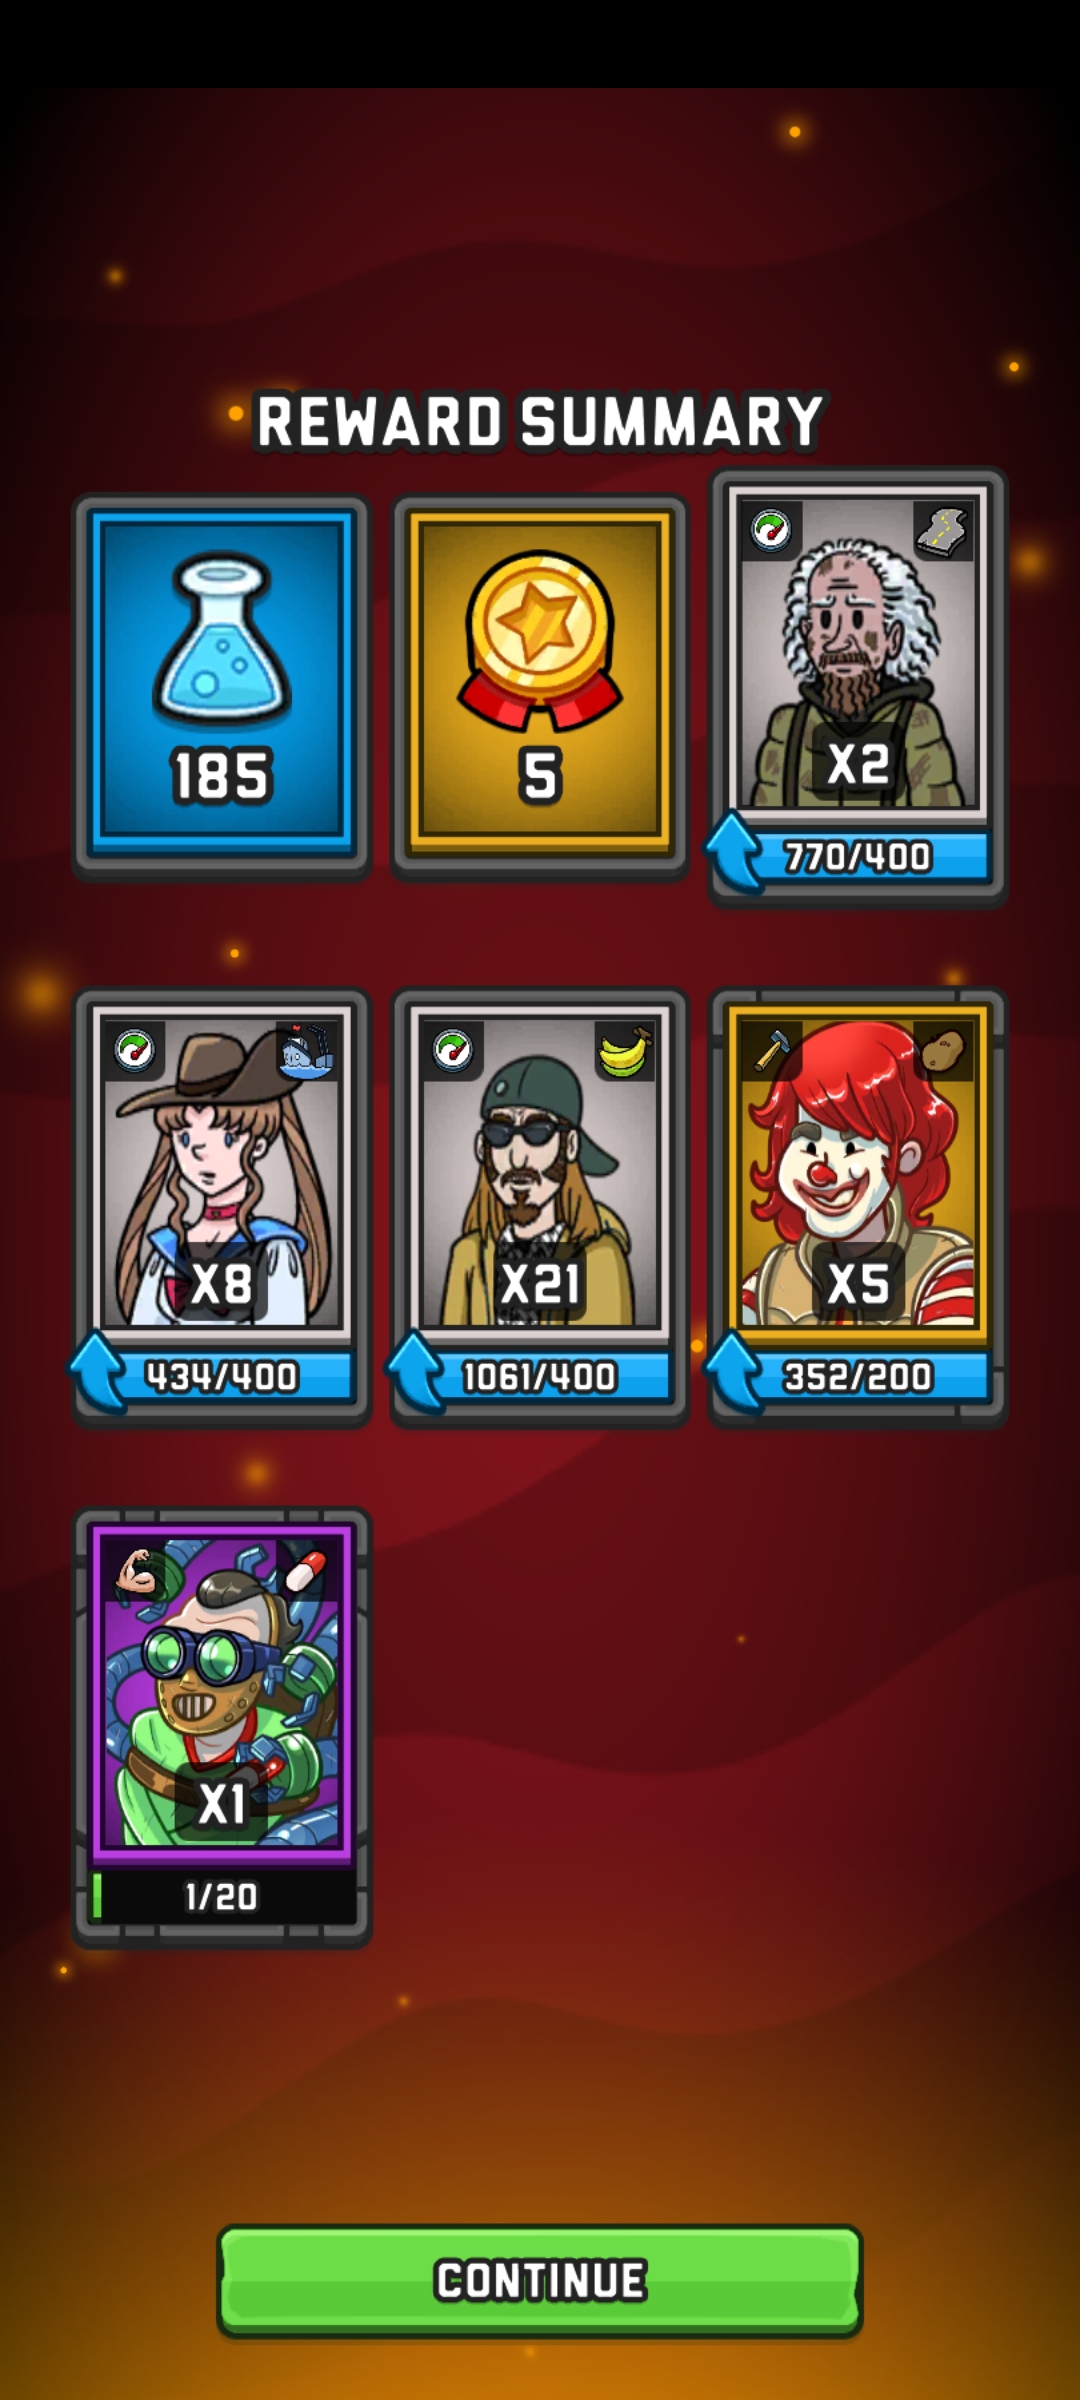 REWARD SUMMARY
185
5
X2
770/400
X8
434/400
X21
1061/400
X5
352/200
X1
1/20
CONTINUE